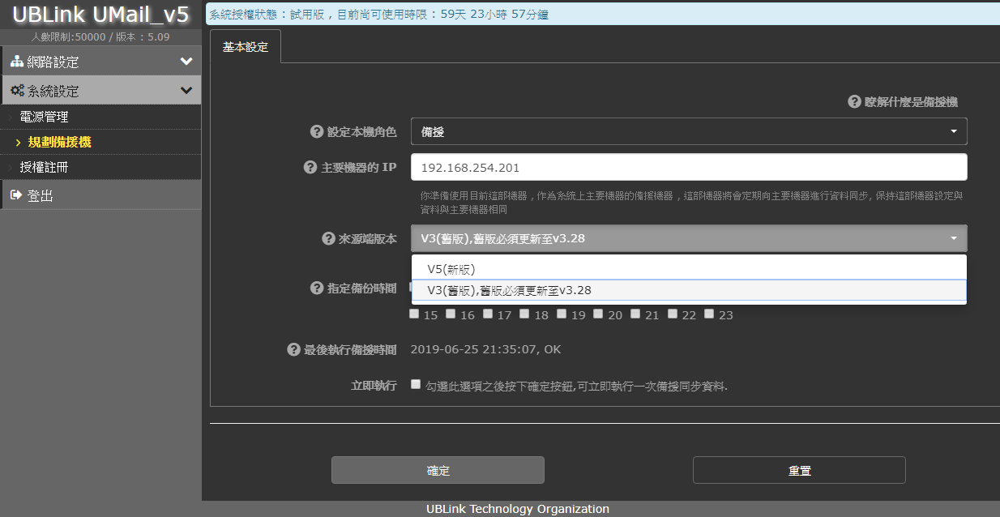 UBLink UMail_v5
人數限制:50000 / 版本 : 5.09
網路設定
系統設定
電源管理
規劃備援機
授權註冊
登出
系統授權狀態 : 試用版 , 目前尚可使用時限 : 59天 23小時 57分鐘
基本設定
瞭解什麼是備援機
設定本機角色 備援
主要機器的 IP 192.168.254.201
你準備使用目前這部機器 , 作為系統上主要機器的備援機器 , 這部機器將會定期向主要機器進行資料同步, 保持這部機器設定與
資料與主要機器相同
來源端版本 V3(舊版),舊版必須更新至v3.28
V5(新版)
V3(舊版),舊版必須更新至v3.28
指定備份時間
15 16 17 18 19 20 21 22 23
最後執行備援時間 2019-06-25 21:35:07, OK
立即執行 勾選此選項之後按下確定按鈕,可立即執行一次備援同步資料.
確定 重置
UBLink Technology Organization